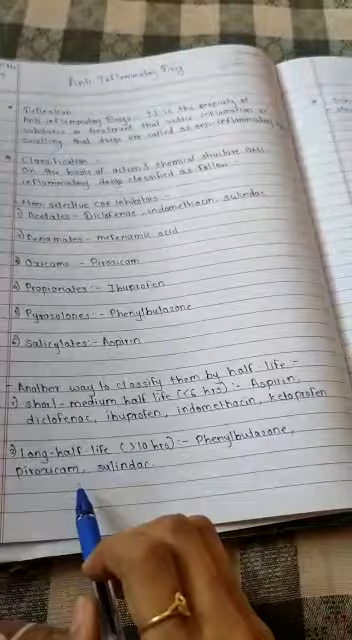 Anti Inflammatory Drug
* Definition
Anti-inflammatory Drugs - It is the property of
substance or treatment that reduce inflammation or
swelling that drugs are called as anti-inflammatory
* Classification -
On the basis of action & chemical structure anti
inflammatory drugs classified as follow -
- Non-selective cox inhibitors -
1) Acetates - Diclofenac, indomethacin, sulindac
2) Fenamates - mefenamic acid
3) Oxicams - Piroxicam
4) Propionates :- Ibuprofen
5) Pyrazolones :- Phenylbutazone
6) Salicylates :- Aspirin
- Another way to classify them by half-life :-
1) short-medium half life (<6 hrs) :- Aspirin,
diclofenac, ibuprofen, indomethacin, ketoprofen
2) Long-half-life (>10 hrs) :- Phenylbutazone,
piroxicam, sulindac.